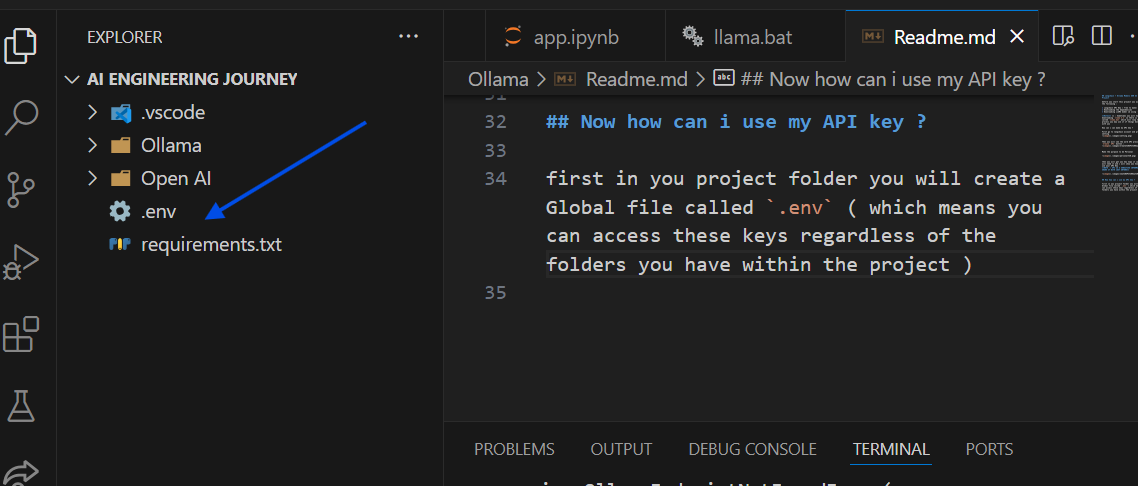 EXPLORER
AI ENGINEERING JOURNEY
.vscode
Ollama
Open AI
.env
requirements.txt
app.ipynb
llama.bat
Readme.md
Ollama > Readme.md > ## Now how can i use my API key ?
31
32 ## Now how can i use my API key ?
33
34 first in you project folder you will create a
Global file called `.env` ( which means you
can access these keys regardless of the
folders you have within the project )
35
PROBLEMS OUTPUT DEBUG CONSOLE TERMINAL PORTS